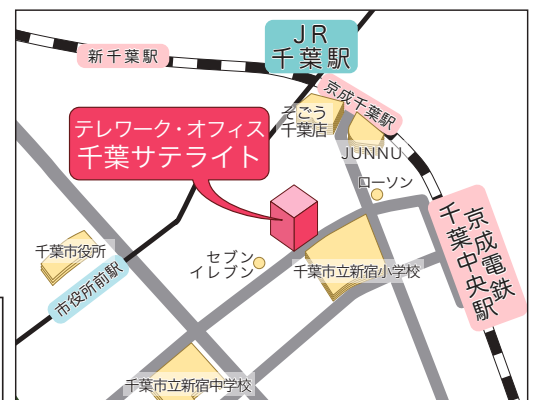 JR
千葉駅
新千葉駅
京成千葉駅
そごう
千葉店
JUNNU
テレワーク・オフィス
千葉サテライト
ローソン
京成電鉄
千葉中央駅
千葉市役所
セブン
イレブン
千葉市立新宿小学校
市役所前駅
千葉市立新宿中学校